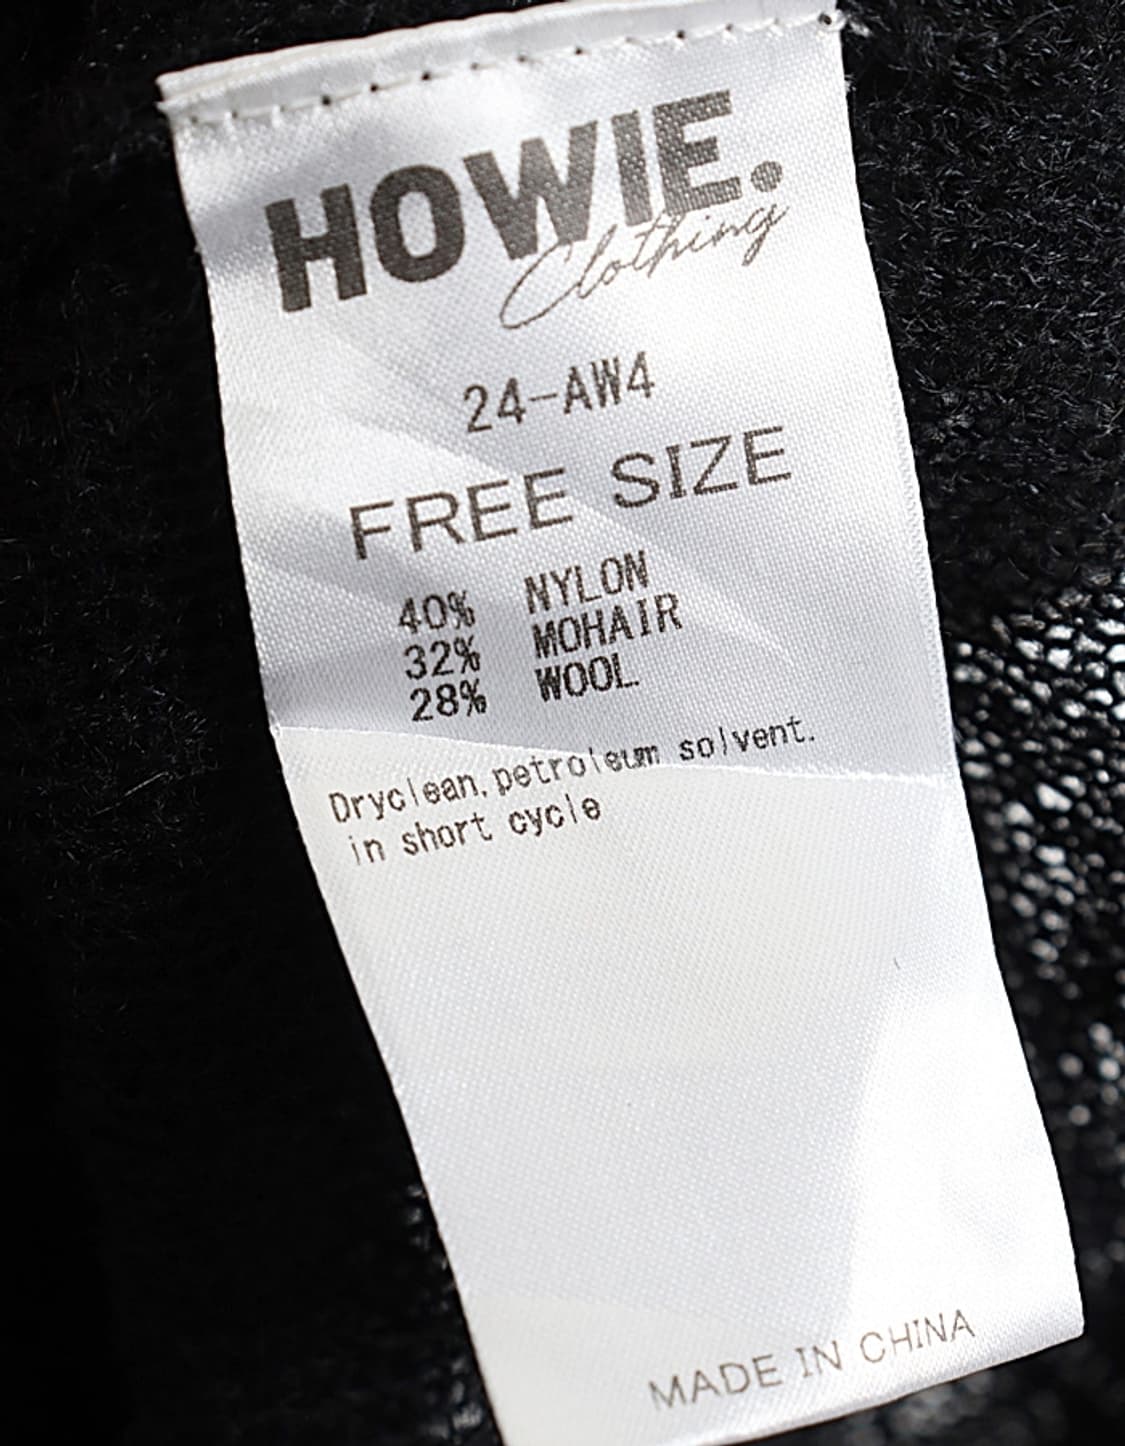 HOWIE.
Clothing
24-AW4
FREE SIZE
40% NYLON
32% MOHAIR
28% WOOL
Dryclean, petroleum solvent.
in short cycle
MADE IN CHINA